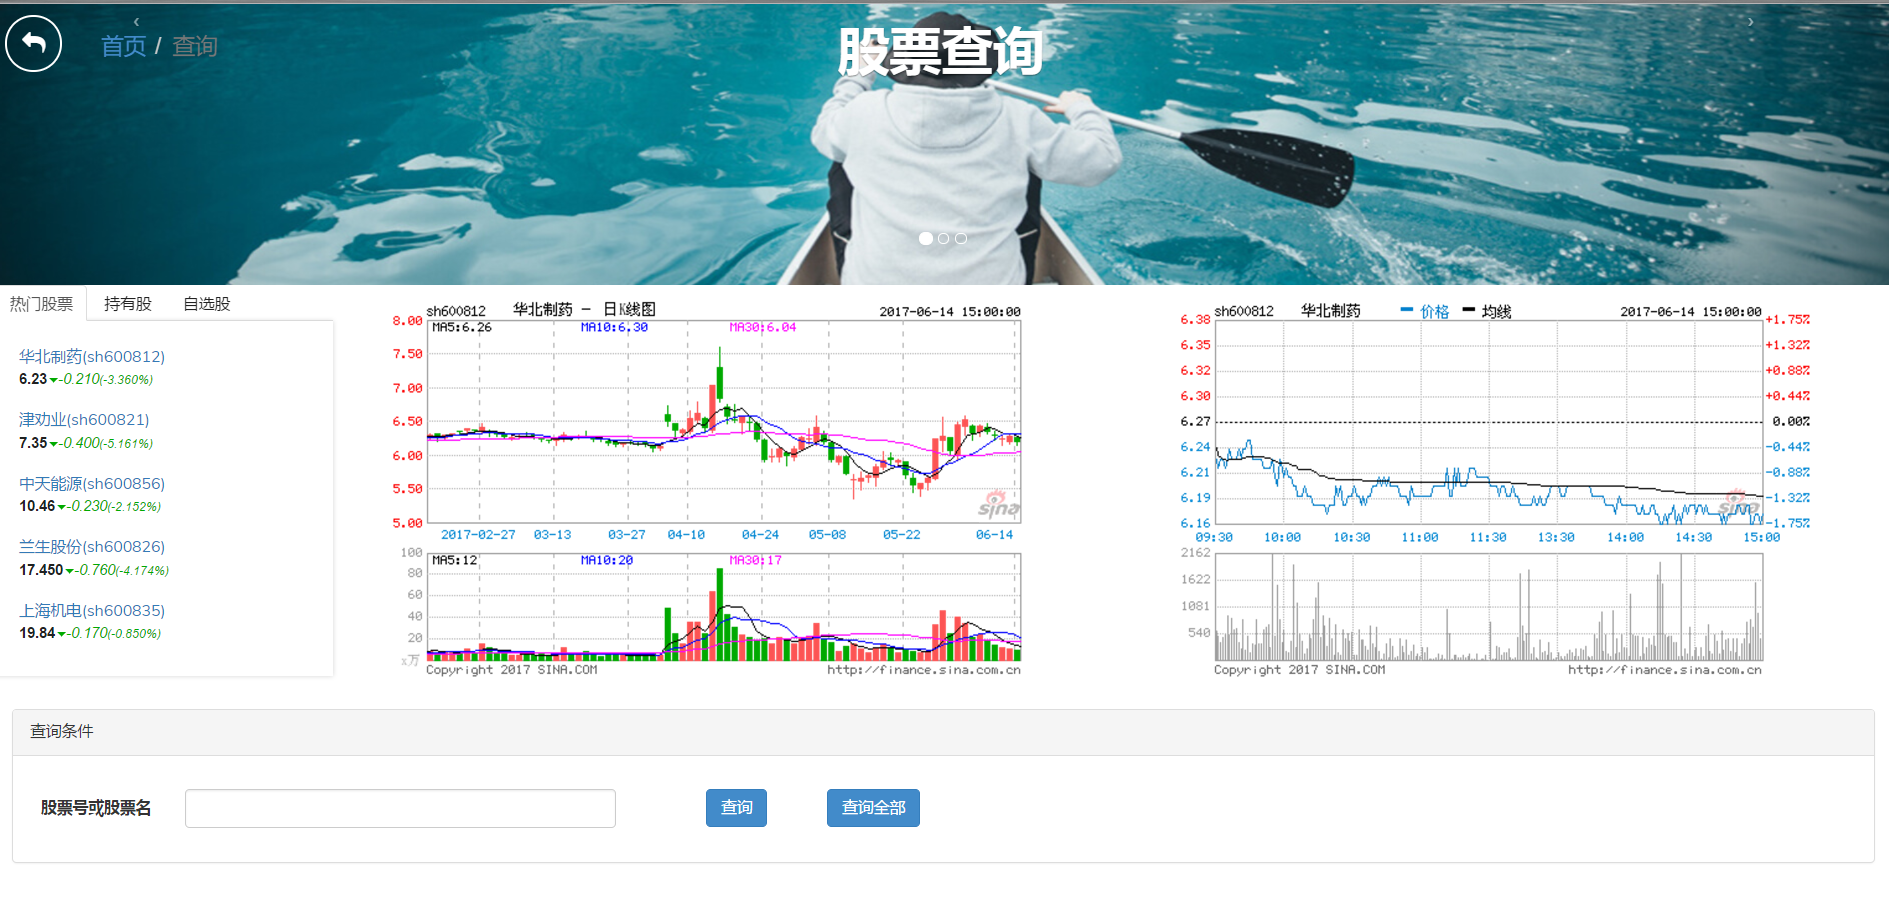 首页 / 查询
股票查询
热门股票 持有股 自选股
华北制药(sh600812)
6.23 -0.210(-3.360%)
津劝业(sh600821)
7.35 -0.400(-5.161%)
中天能源(sh600856)
10.46 -0.230(-2.152%)
兰生股份(sh600826)
17.450 -0.760(-4.174%)
上海机电(sh600835)
19.84 -0.170(-0.850%)
sh600812 华北制药 － 日K线图 2017-06-14 15:00:00
MA5:6.26 MA10:6.30 MA30:6.04
8.00
7.50
7.00
6.50
6.00
5.50
5.00
sina
2017-02-27 03-13 03-27 04-10 04-24 05-08 05-22 06-14
MA5:12 MA10:20 MA30:17
100
80
60
40
20
x万
Copyright 2017 SINA.COM http://finance.sina.com.cn
sh600812 华北制药 价格 均线 2017-06-14 15:00:00
6.38 +1.75%
6.35 +1.32%
6.32 +0.88%
6.30 +0.44%
6.27 0.00%
6.24 -0.44%
6.21 -0.88%
6.19 -1.32%
6.16 -1.75%
sina
09:30 10:00 10:30 11:00 11:30 13:30 14:00 14:30 15:00
2162
1622
1081
540
Copyright 2017 SINA.COM http://finance.sina.com.cn
查询条件
股票号或股票名 查询 查询全部